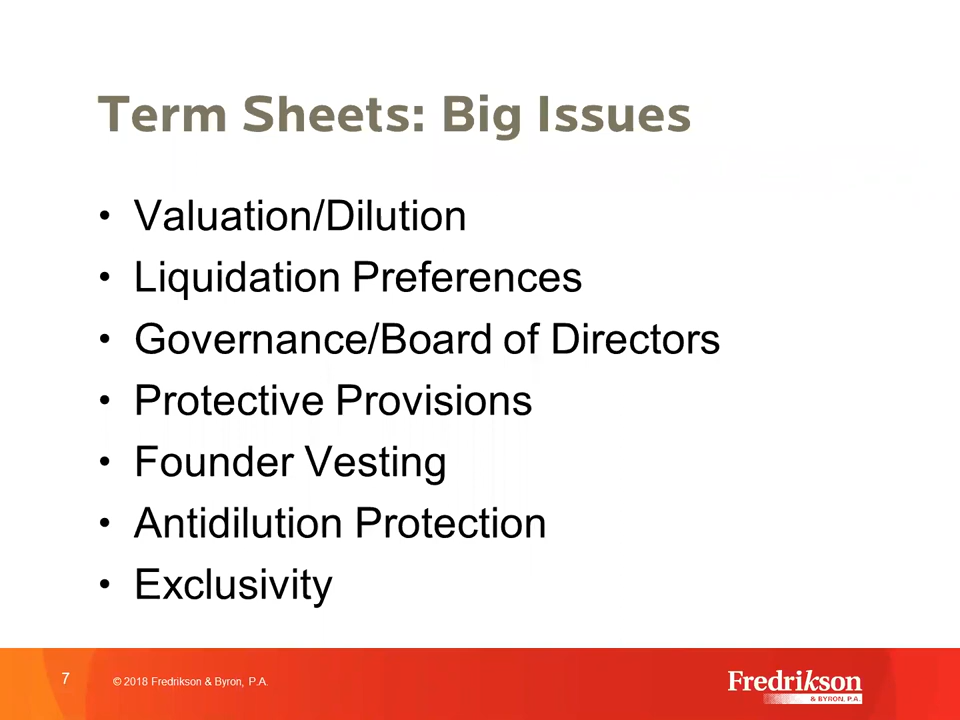 Term Sheets: Big Issues
• Valuation/Dilution
• Liquidation Preferences
• Governance/Board of Directors
• Protective Provisions
• Founder Vesting
• Antidilution Protection
• Exclusivity
7
© 2018 Fredrikson & Byron, P.A.
Fredrikson
& BYRON, P.A.